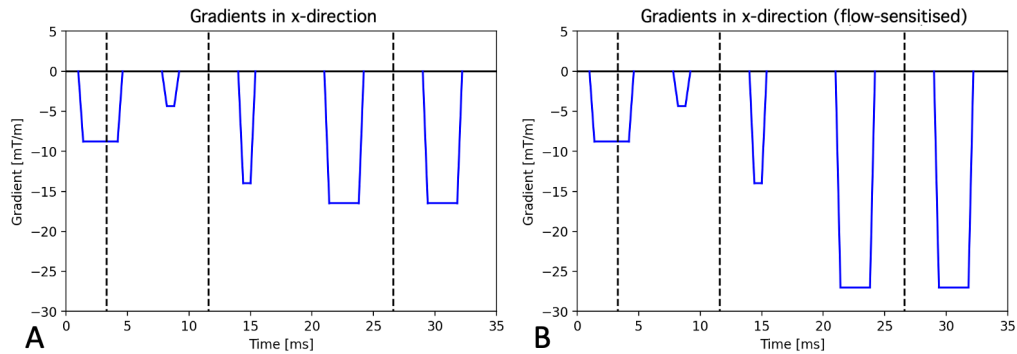 Gradients in x-direction
5
0
−5
−10
−15
−20
−25
−30
Gradient [mT/m]
0 5 10 15 20 25 30 35
Time [ms]
A
Gradients in x-direction (flow-sensitised)
5
0
−5
−10
−15
−20
−25
−30
Gradient [mT/m]
0 5 10 15 20 25 30 35
Time [ms]
B